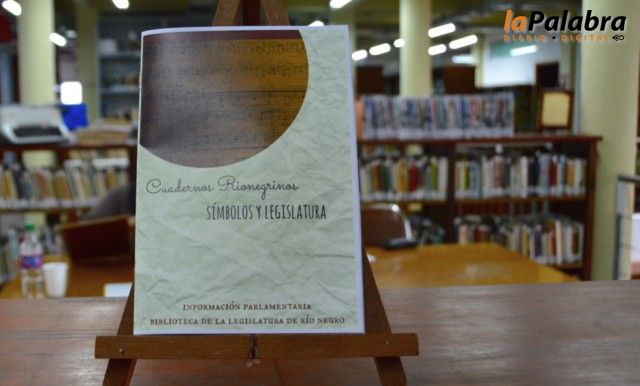 laPalabra
DIARIO • DIGITAL
Cuadernos Rionegrinos
SÍMBOLOS Y LEGISLATURA
INFORMACIÓN PARLAMENTARIA
BIBLIOTECA DE LA LEGISLATURA DE RÍO NEGRO